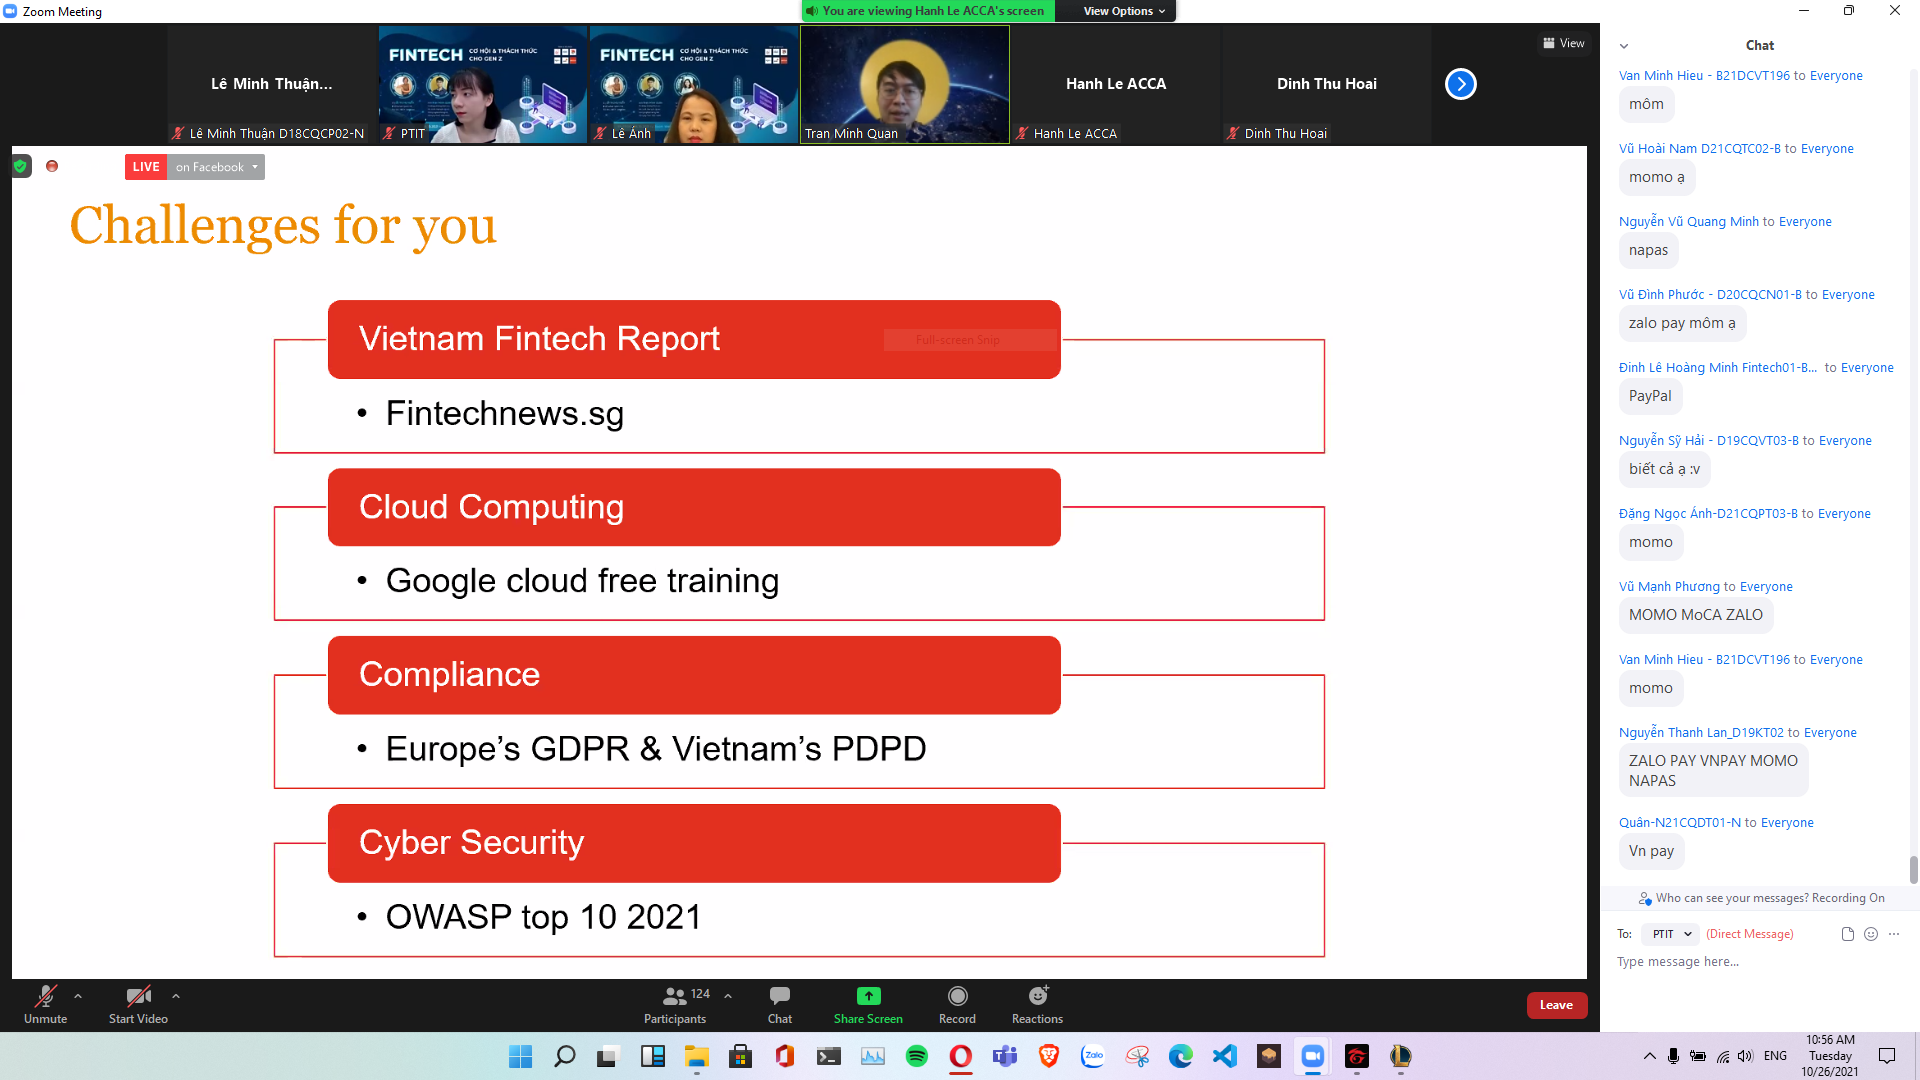 Zoom Meeting
You are viewing Hanh Le ACCA's screen
View Options
Lê Minh Thuận...
Lê Minh Thuận D18CQCP02-N
FINTECH CƠ HỘI & THÁCH THỨC
CHO GEN Z
PTIT
FINTECH CƠ HỘI & THÁCH THỨC
CHO GEN Z
Lê Ánh
Tran Minh Quan
Hanh Le ACCA
Hanh Le ACCA
Dinh Thu Hoai
Dinh Thu Hoai
View
LIVE on Facebook
Challenges for you
Vietnam Fintech Report
Full-screen Snip
• Fintechnews.sg
Cloud Computing
• Google cloud free training
Compliance
• Europe’s GDPR & Vietnam’s PDPD
Cyber Security
• OWASP top 10 2021
Chat
Van Minh Hieu - B21DCVT196 to Everyone
môm
Vũ Hoài Nam D21CQTC02-B to Everyone
momo ạ
Nguyễn Vũ Quang Minh to Everyone
napas
Vũ Đình Phước - D20CQCN01-B to Everyone
zalo pay môm ạ
Đinh Lê Hoàng Minh Fintech01-B... to Everyone
PayPal
Nguyễn Sỹ Hải - D19CQVT03-B to Everyone
biết cả ạ :v
Đặng Ngọc Ánh-D21CQPT03-B to Everyone
momo
Vũ Mạnh Phương to Everyone
MOMO MoCA ZALO
Van Minh Hieu - B21DCVT196 to Everyone
momo
Nguyễn Thanh Lan_D19KT02 to Everyone
ZALO PAY VNPAY MOMO
NAPAS
Quân-N21CQDT01-N to Everyone
Vn pay
Who can see your messages? Recording On
To: PTIT (Direct Message)
Type message here...
Unmute
Start Video
124
Participants
Chat
Share Screen
Record
Reactions
Leave
Zalo
ENG
10:56 AM
Tuesday
10/26/2021